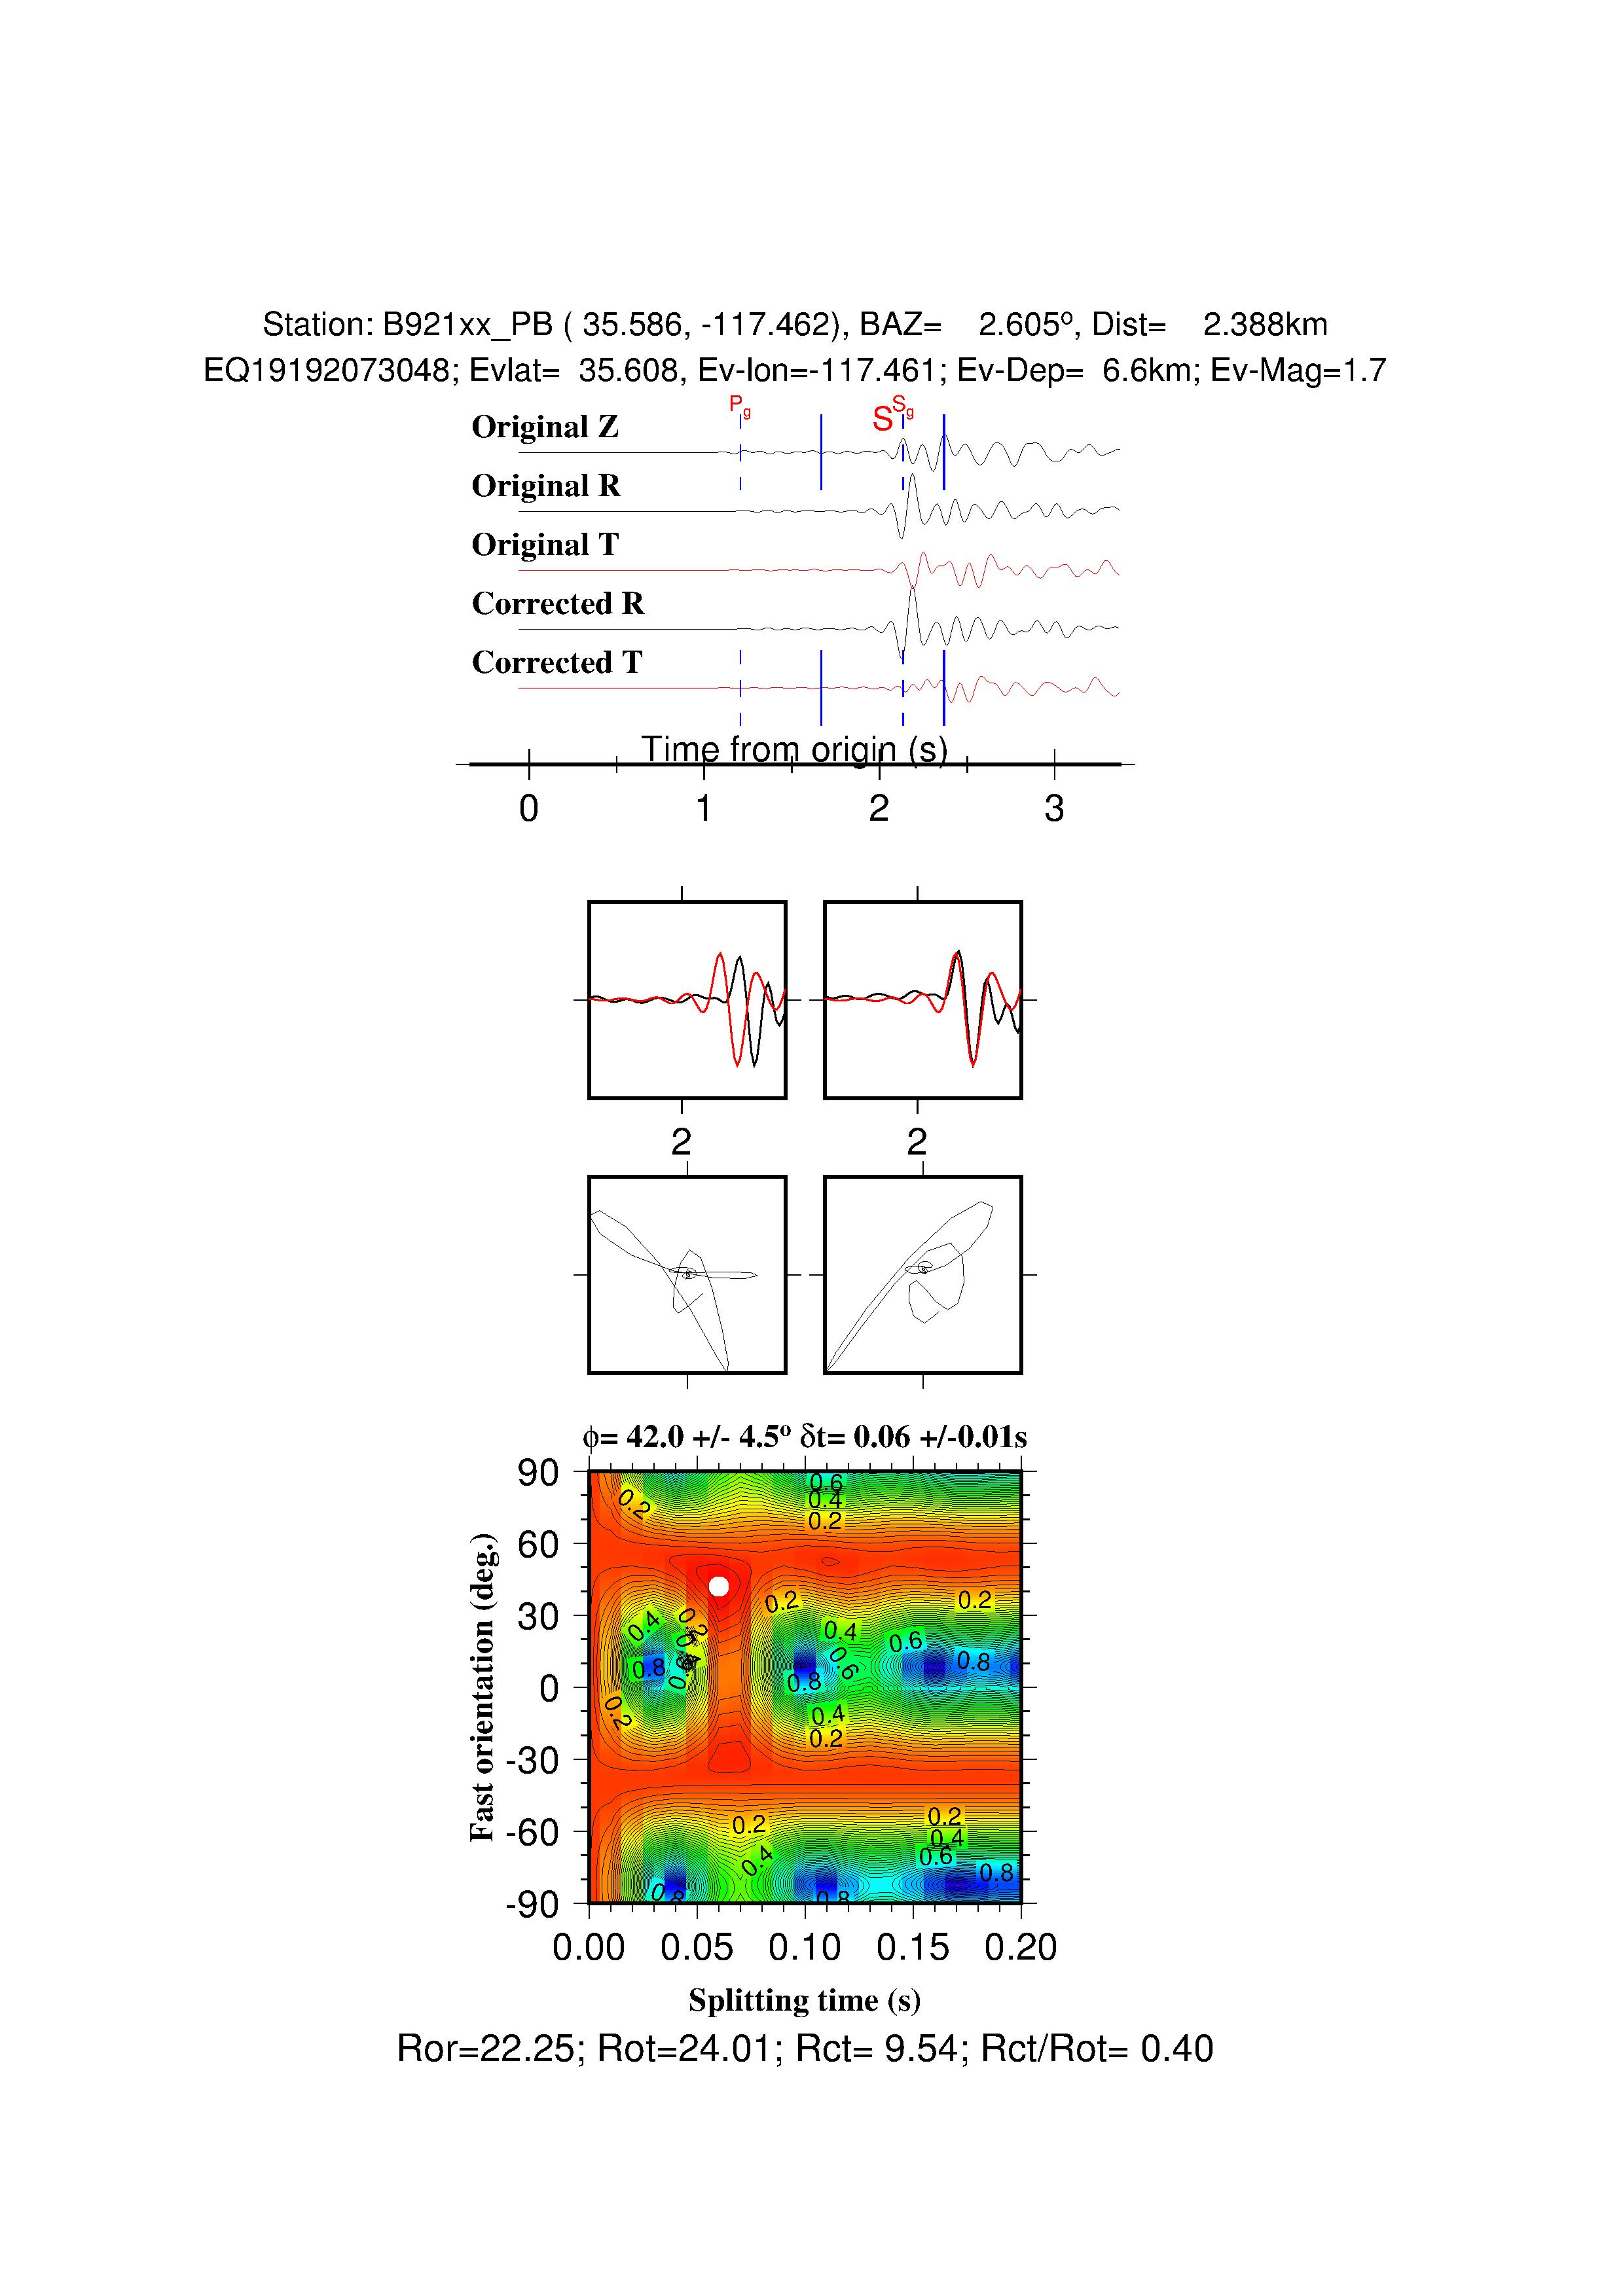 Station: B921xx_PB ( 35.586, -117.462), BAZ= 2.605º, Dist= 2.388km
EQ19192073048; Evlat= 35.608, Ev-lon=-117.461; Ev-Dep= 6.6km; Ev-Mag=1.7
Pg S Sg
Original Z
Original R
Original T
Corrected R
Corrected T
Time from origin (s)
0 1 2 3
2 2
ϕ= 42.0 +/- 4.5º δt= 0.06 +/-0.01s
Fast orientation (deg.)
90
60
30
0
-30
-60
-90
0.6
0.2 0.4
0.2
0.2 0.2
0.4 0.2 0.4 0.6
0.8 0.6 0.8
0.8
0.2 0.4
0.2
0.2 0.2
0.4
0.4 0.6
0.8
0.8 0.8
0.00 0.05 0.10 0.15 0.20
Splitting time (s)
Ror=22.25; Rot=24.01; Rct= 9.54; Rct/Rot= 0.40